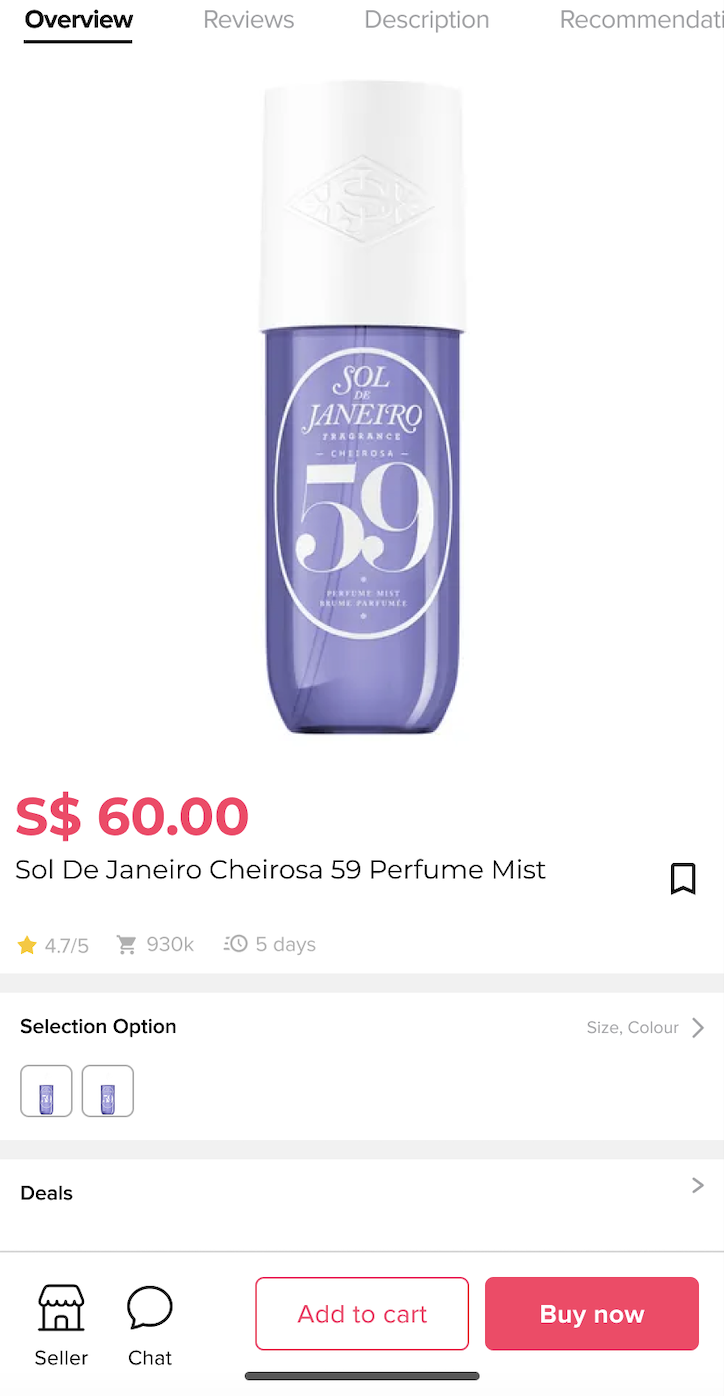 Overview Reviews Description Recommendati
SOL
DE
JANEIRO
FRAGRANCE
– CHEIROSA –
59
PERFUME MIST
BRUME PARFUMÉE
S$ 60.00
Sol De Janeiro Cheirosa 59 Perfume Mist
4.7/5 930k 5 days
Selection Option Size, Colour
59 59
Deals
Add to cart Buy now
Seller Chat